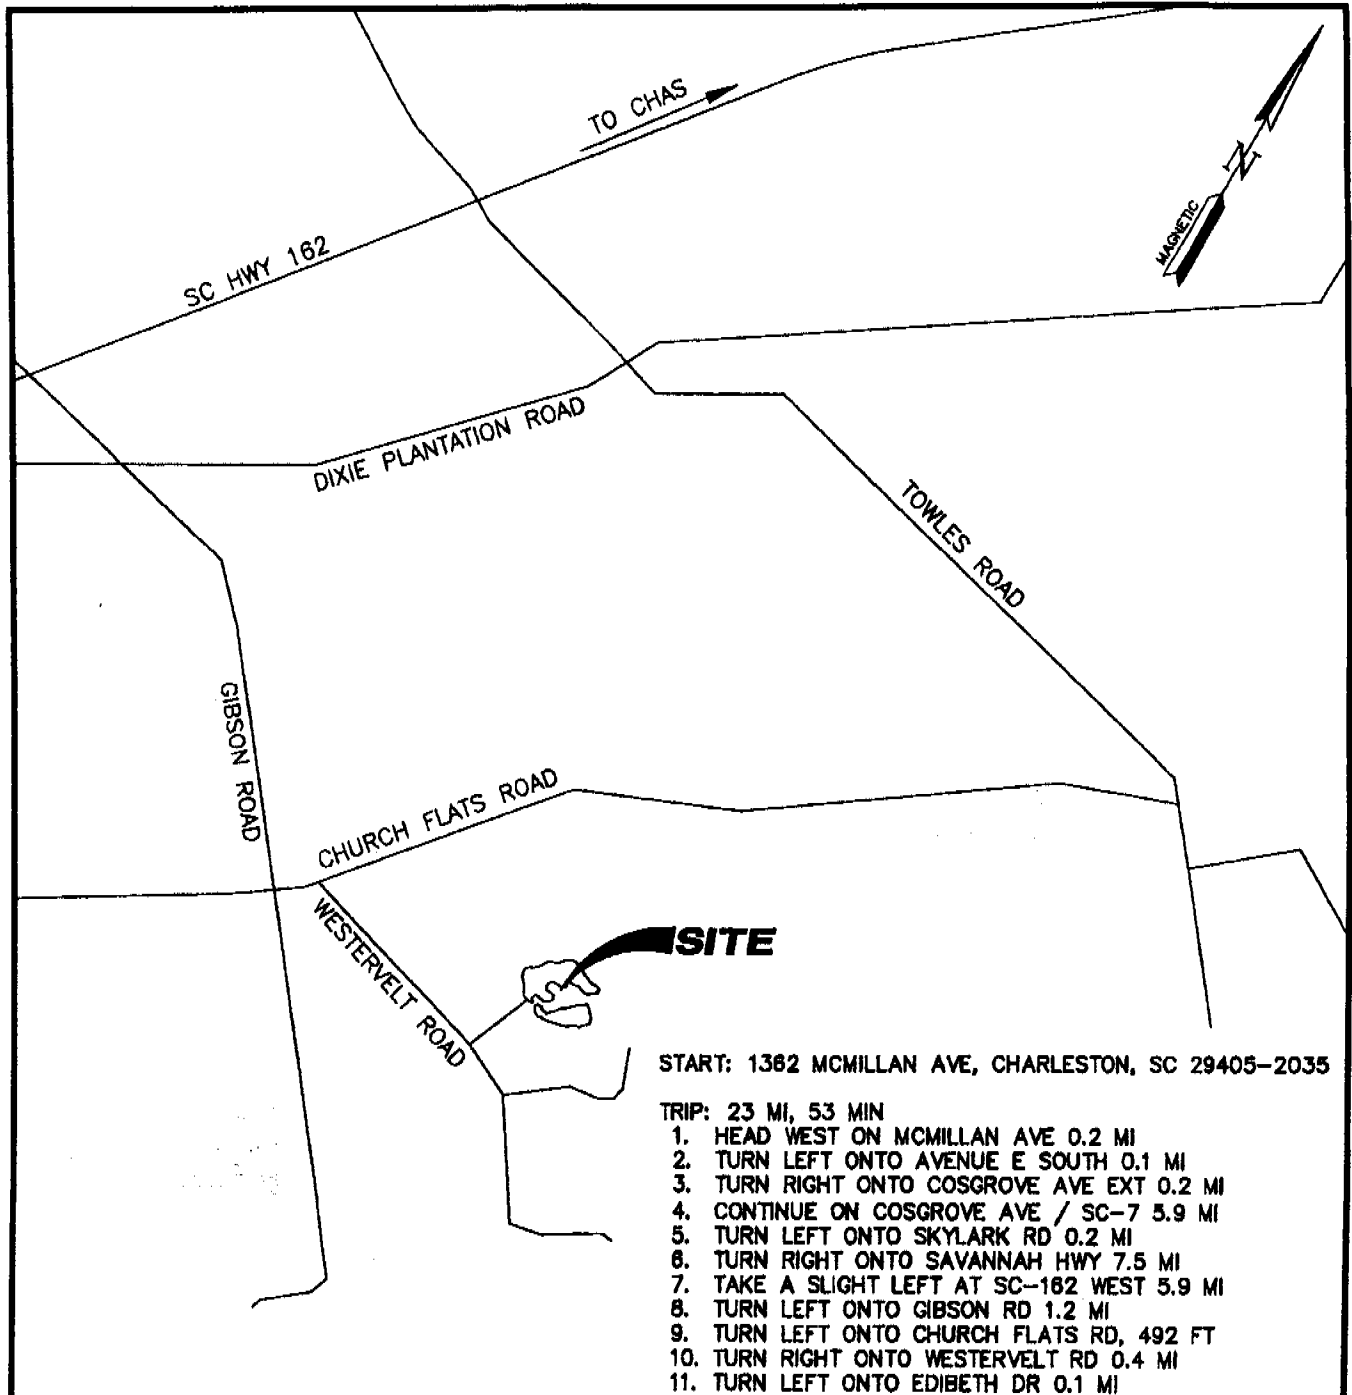 TO CHAS
N
MAGNETIC
SC HWY 162
DIXIE PLANTATION ROAD
TOWLES ROAD
GIBSON ROAD
CHURCH FLATS ROAD
WESTERVELT ROAD
SITE
START: 1362 MCMILLAN AVE, CHARLESTON, SC 29405-2035
TRIP: 23 MI, 53 MIN
1. HEAD WEST ON MCMILLAN AVE 0.2 MI
2. TURN LEFT ONTO AVENUE E SOUTH 0.1 MI
3. TURN RIGHT ONTO COSGROVE AVE EXT 0.2 MI
4. CONTINUE ON COSGROVE AVE / SC-7 5.9 MI
5. TURN LEFT ONTO SKYLARK RD 0.2 MI
6. TURN RIGHT ONTO SAVANNAH HWY 7.5 MI
7. TAKE A SLIGHT LEFT AT SC-162 WEST 5.9 MI
8. TURN LEFT ONTO GIBSON RD 1.2 MI
9. TURN LEFT ONTO CHURCH FLATS RD, 492 FT
10. TURN RIGHT ONTO WESTERVELT RD 0.4 MI
11. TURN LEFT ONTO EDIBETH DR 0.1 MI